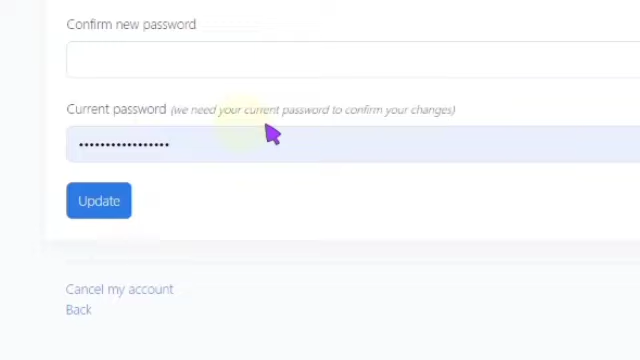 Confirm new password
Current password (we need your current password to confirm your changes)
•••••••••••••••••
Update
Cancel my account
Back